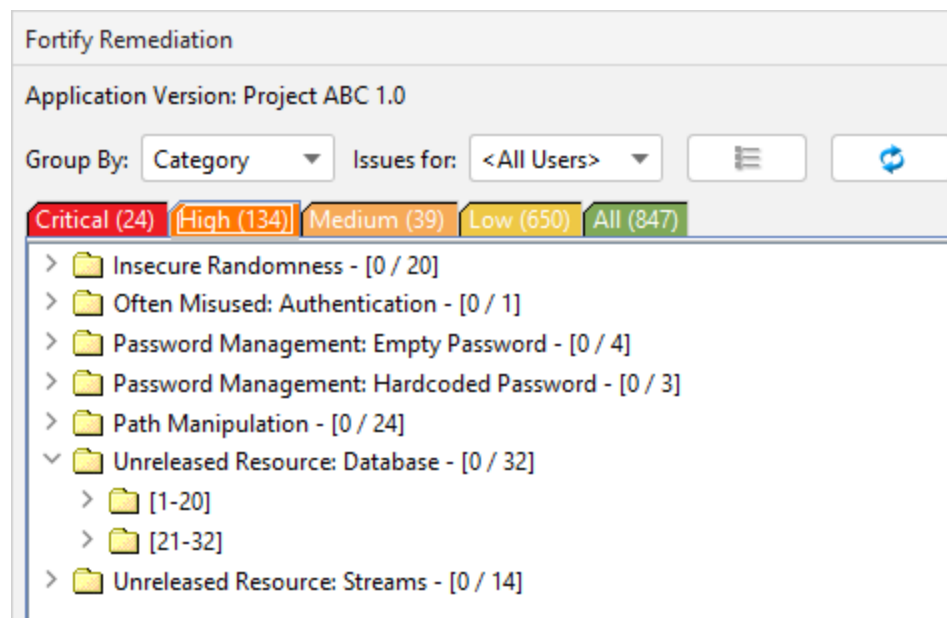 Fortify Remediation
Application Version: Project ABC 1.0
Group By: Category Issues for: <All Users>
Critical (24) High (134) Medium (39) Low (650) All (847)
Insecure Randomness - [0 / 20]
Often Misused: Authentication - [0 / 1]
Password Management: Empty Password - [0 / 4]
Password Management: Hardcoded Password - [0 / 3]
Path Manipulation - [0 / 24]
Unreleased Resource: Database - [0 / 32]
[1-20]
[21-32]
Unreleased Resource: Streams - [0 / 14]